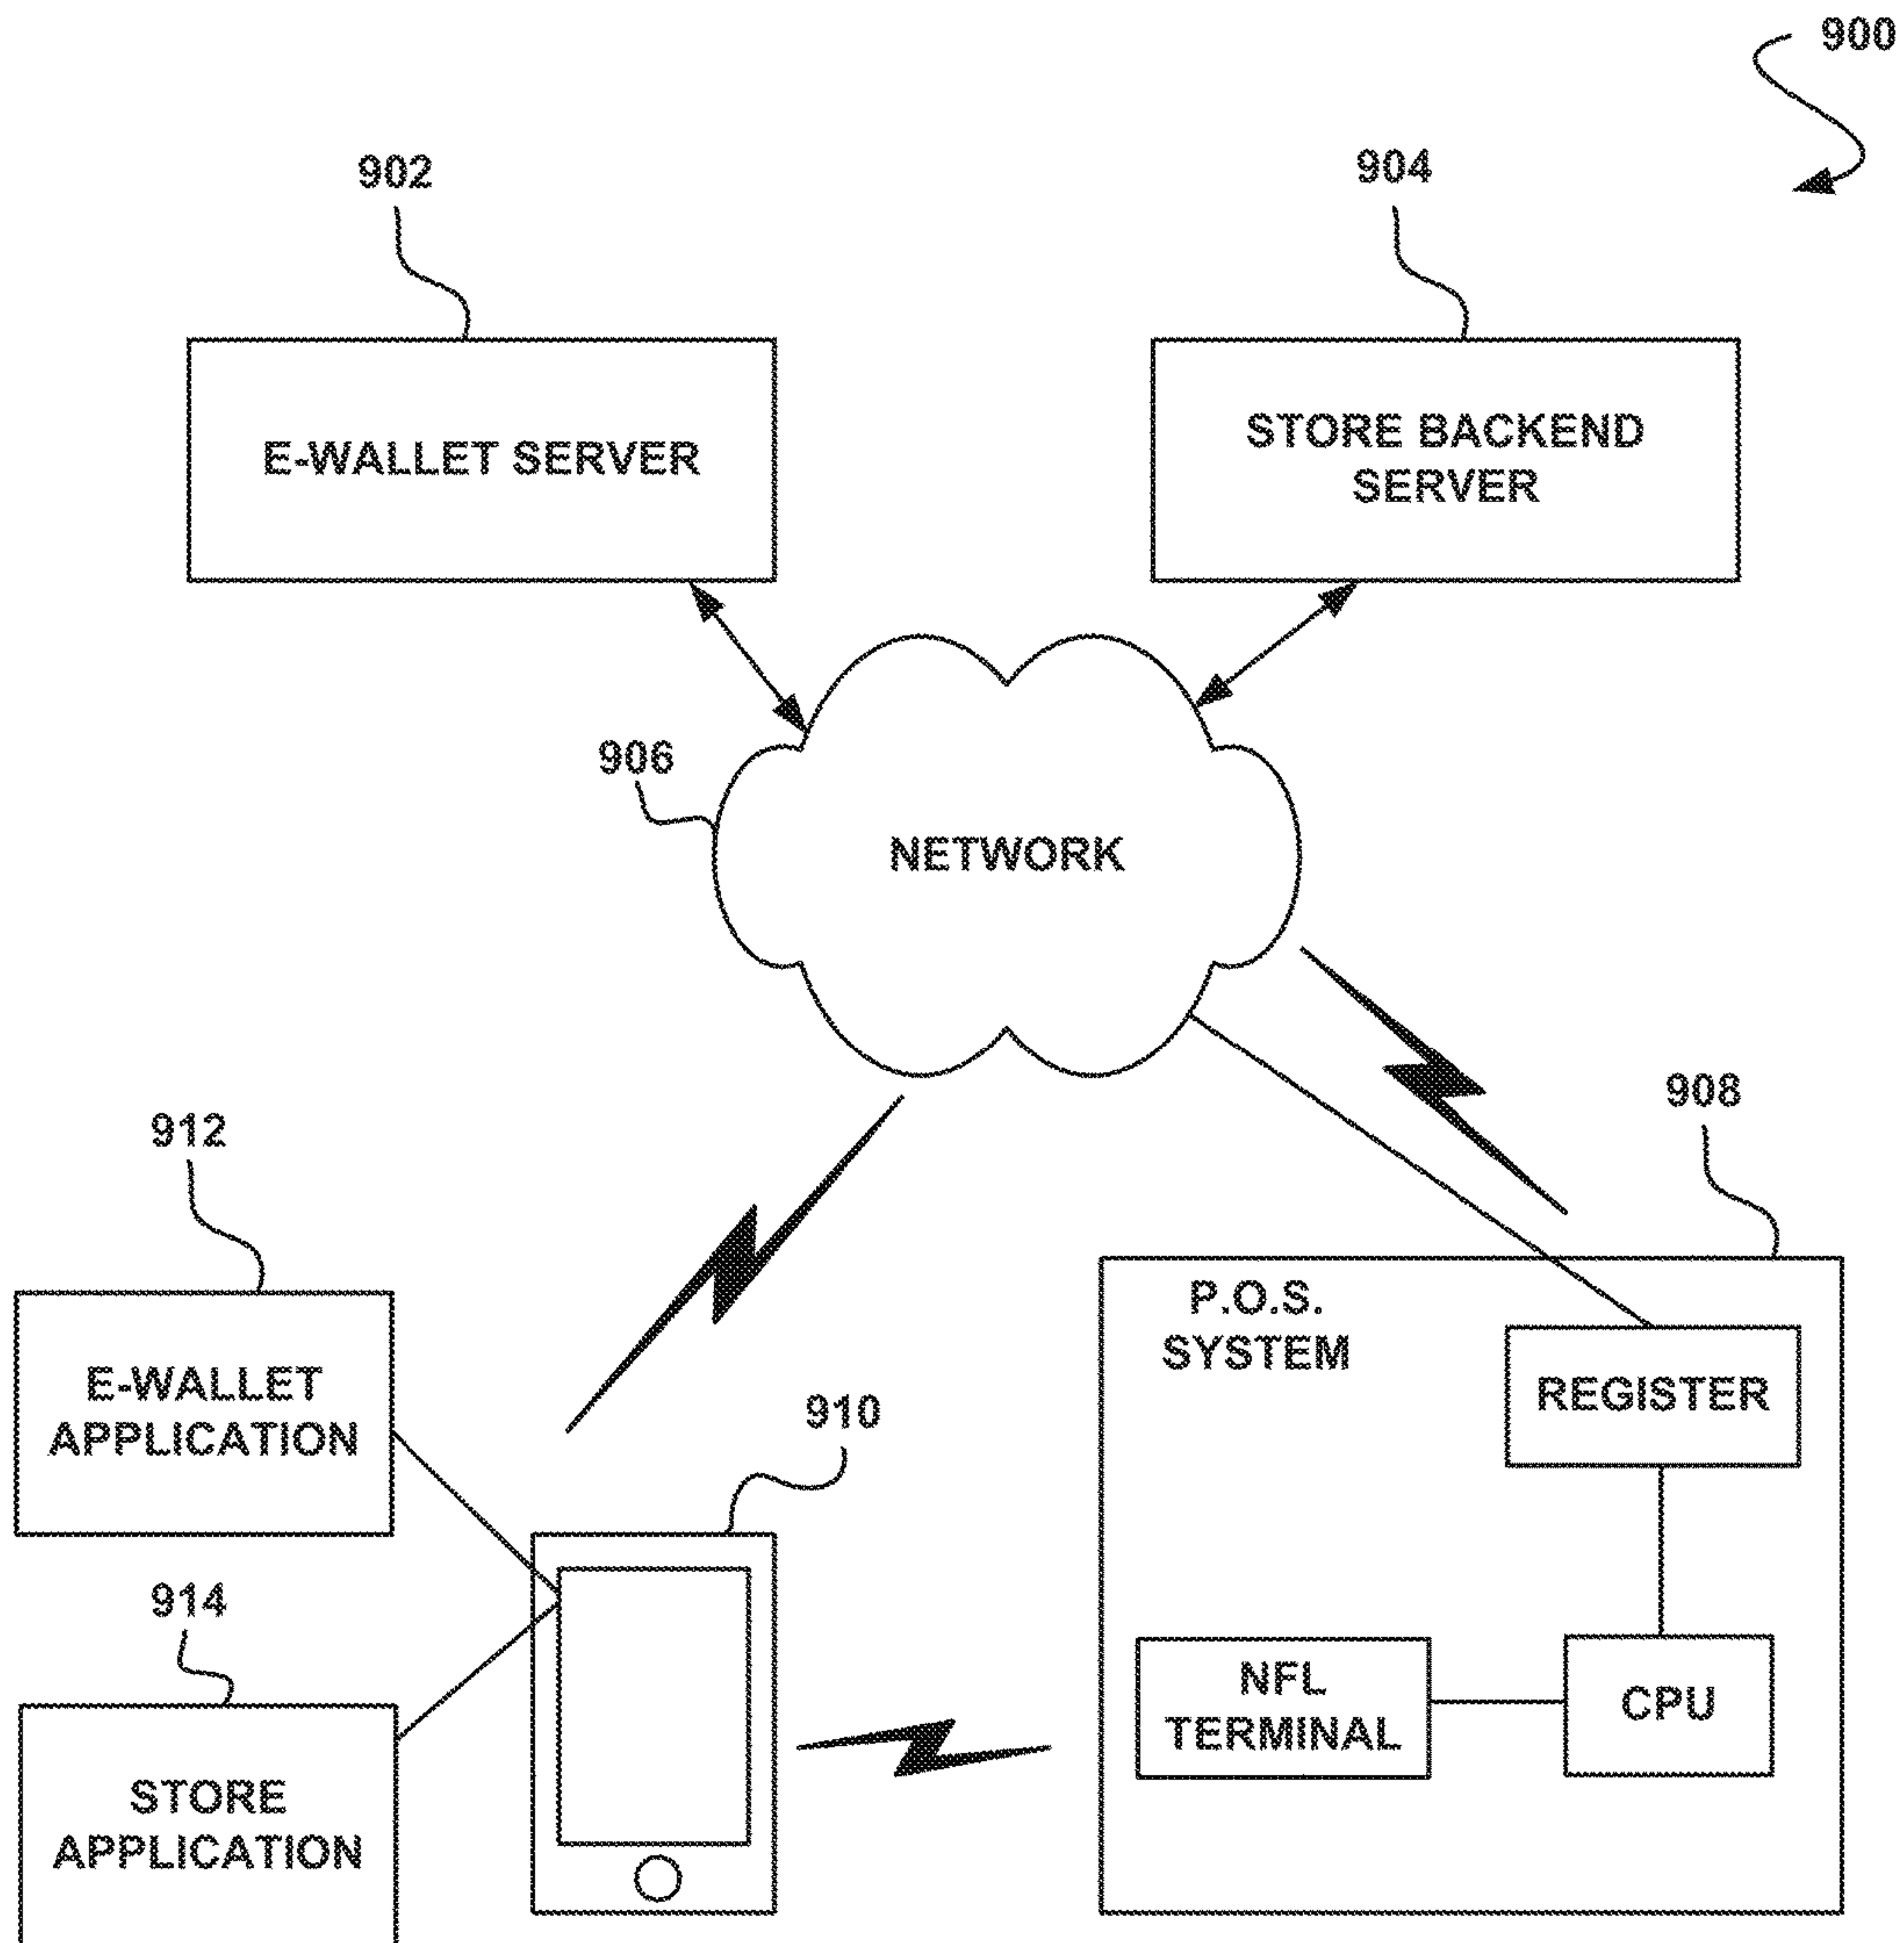 900
902
904
E-WALLET SERVER
STORE BACKEND
SERVER
906
NETWORK
908
912
P.O.S.
SYSTEM
REGISTER
E-WALLET
APPLICATION
910
914
NFL
TERMINAL
CPU
STORE
APPLICATION